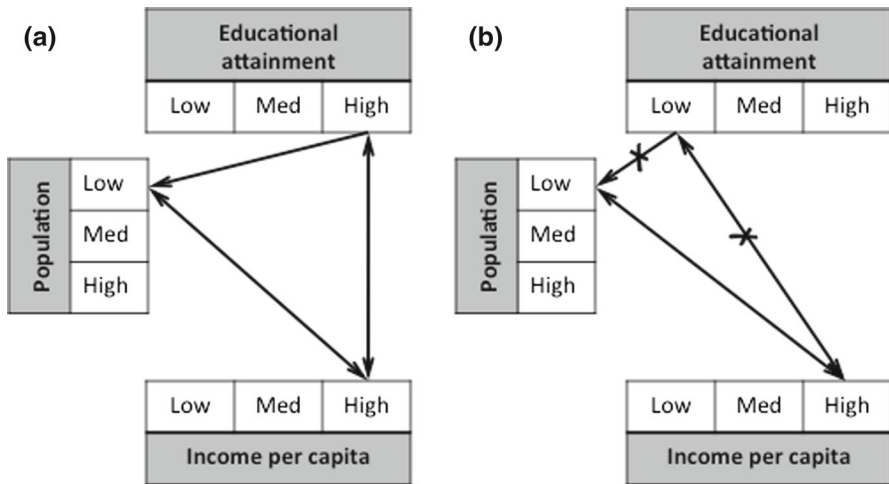 (a)
Educational
attainment
Low Med High
Population
Low
Med
High
Low Med High
Income per capita
(b)
Educational
attainment
Low Med High
Population
Low
Med
High
Low Med High
Income per capita